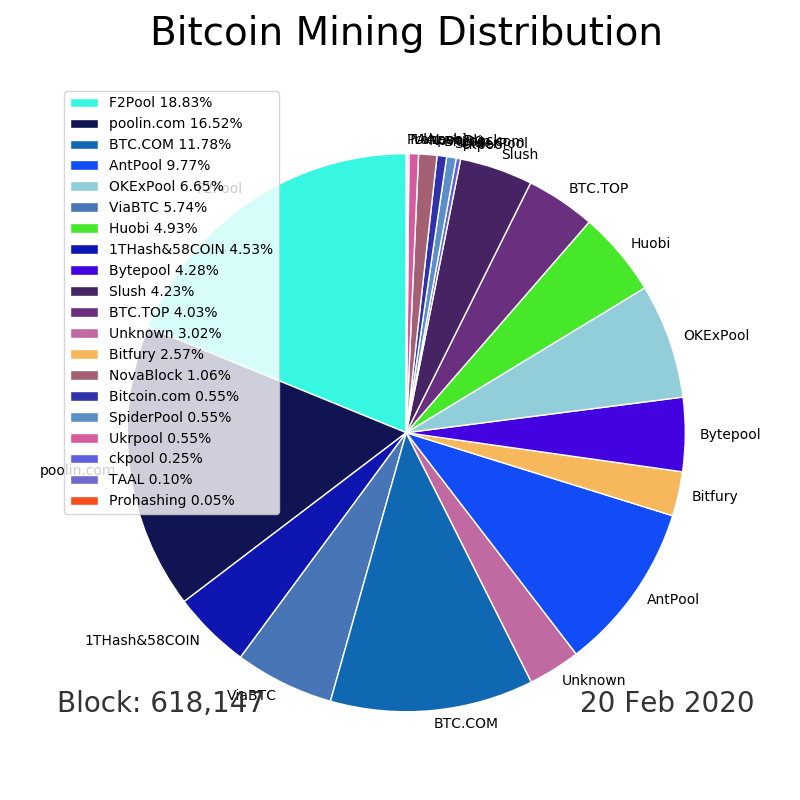 Bitcoin Mining Distribution
F2Pool 18.83%
poolin.com 16.52%
BTC.COM 11.78%
AntPool 9.77%
OKExPool 6.65%
ViaBTC 5.74%
Huobi 4.93%
1THash&58COIN 4.53%
Bytepool 4.28%
Slush 4.23%
BTC.TOP 4.03%
Unknown 3.02%
Bitfury 2.57%
NovaBlock 1.06%
Bitcoin.com 0.55%
SpiderPool 0.55%
Ukrpool 0.55%
ckpool 0.25%
TAAL 0.10%
Prohashing 0.05%
Slush
BTC.TOP
Huobi
OKExPool
Bytepool
Bitfury
AntPool
Unknown
BTC.COM
ViaBTC
1THash&58COIN
poolin.com
Block: 618,147
20 Feb 2020